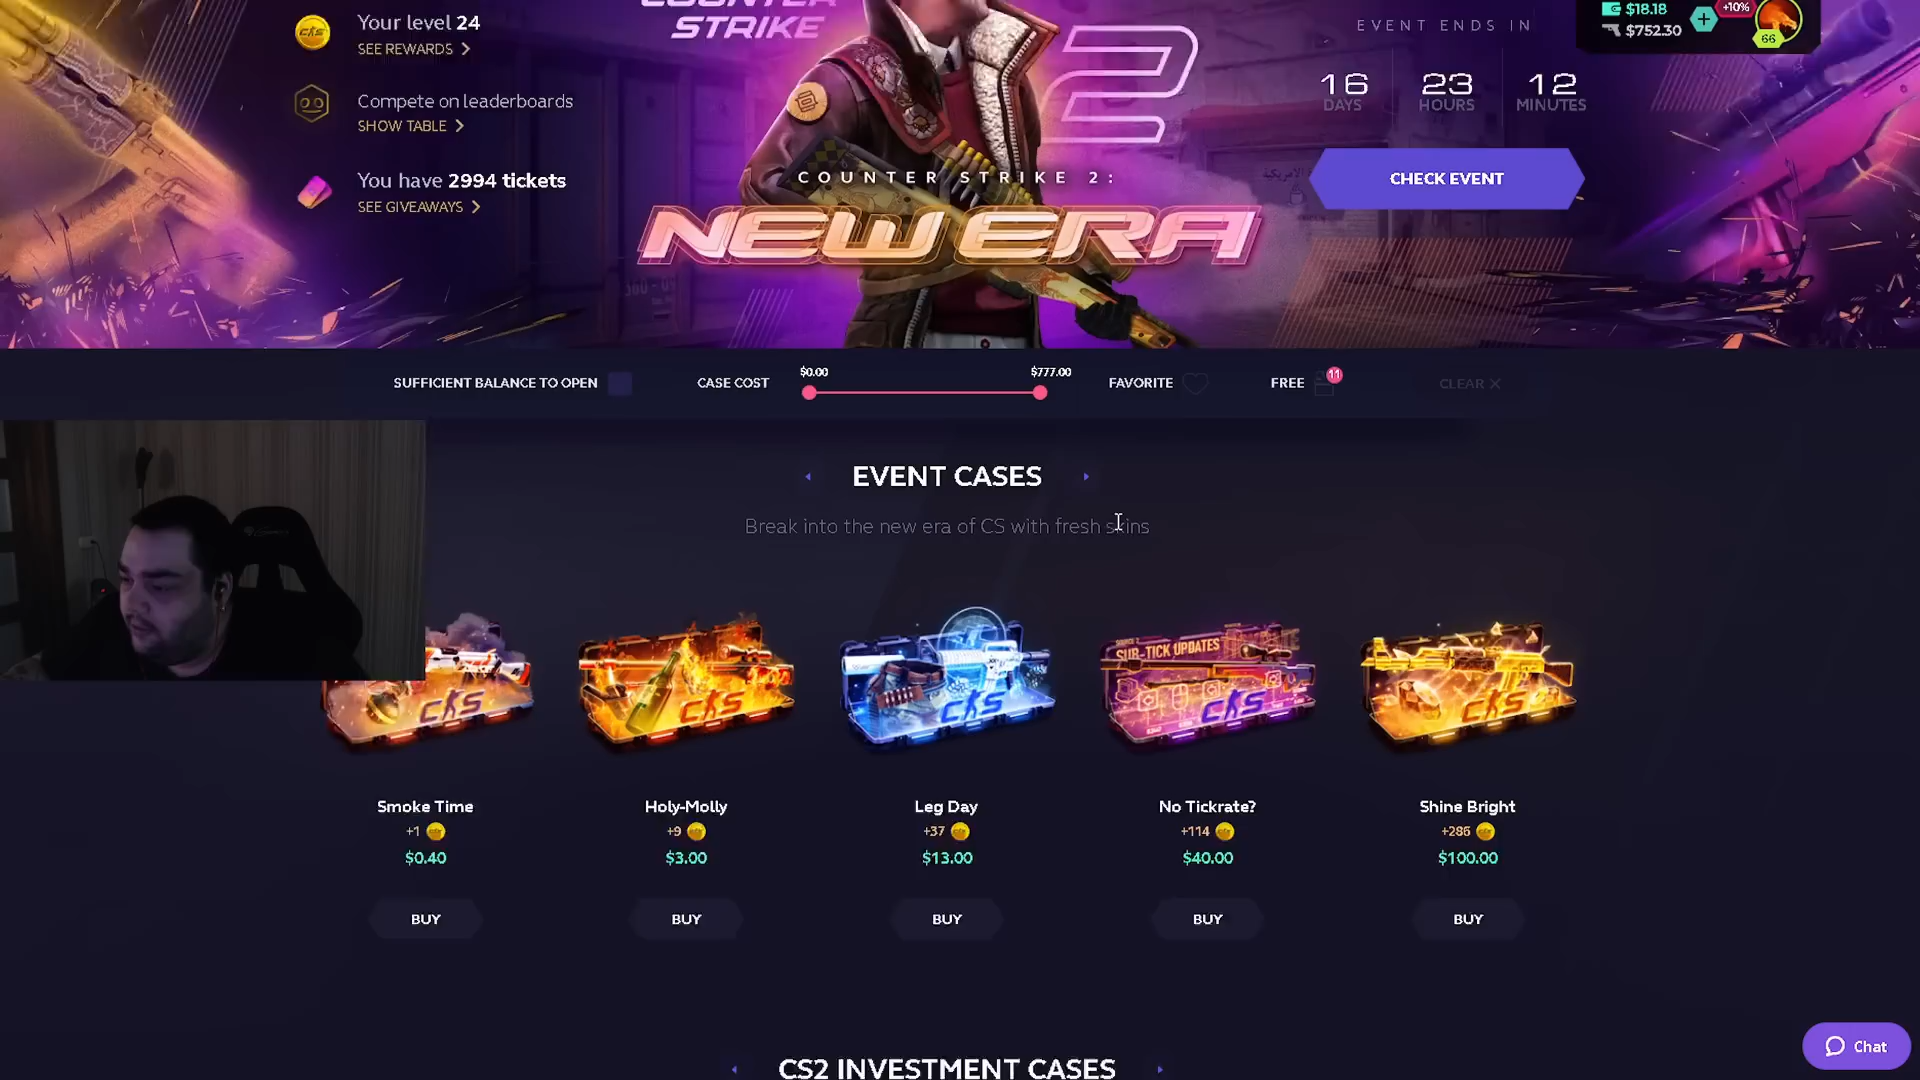 Your level 24
SEE REWARDS
Compete on leaderboards
SHOW TABLE
You have 2994 tickets
SEE GIVEAWAYS
COUNTER
STRIKE
2
COUNTER STRIKE 2:
NEW ERA
EVENT ENDS IN
16 23 12
DAYS HOURS MINUTES
CHECK EVENT
$18.18
$752.30
+10%
66
SUFFICIENT BALANCE TO OPEN
CASE COST
$0.00
$777.00
FAVORITE
FREE
11
CLEAR X
EVENT CASES
Break into the new era of CS with fresh skins
SUB-TICK UPDATES
Smoke Time
+1
$0.40
BUY
Holy-Molly
+9
$3.00
BUY
Leg Day
+37
$13.00
BUY
No Tickrate?
+114
$40.00
BUY
Shine Bright
+286
$100.00
BUY
CS2 INVESTMENT CASES
Chat